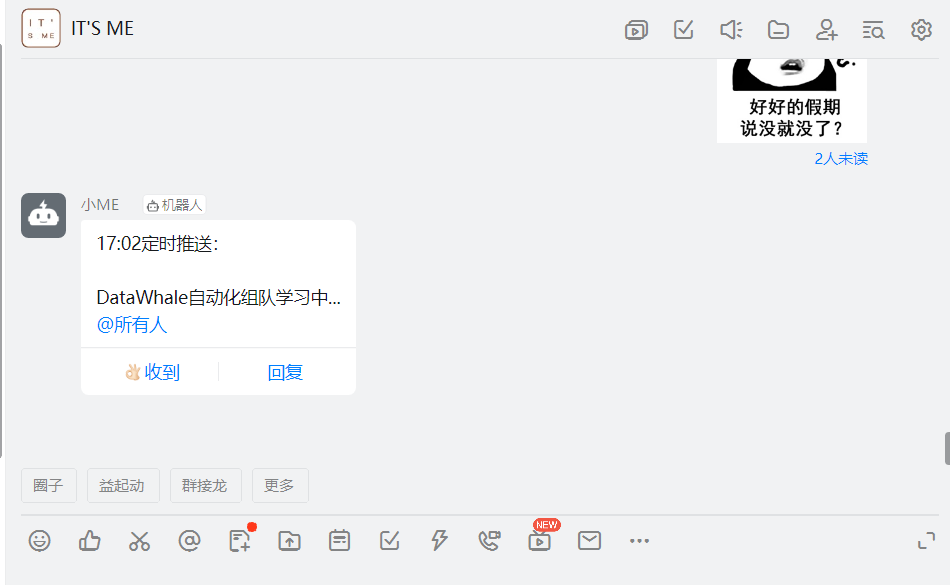 IT'
S ME
IT'S ME
好好的假期
说没就没了?
2人未读
小ME
机器人
17:02定时推送:
DataWhale自动化组队学习中...
@所有人
👌🏻收到
回复
圈子
益起动
群接龙
更多
NEW